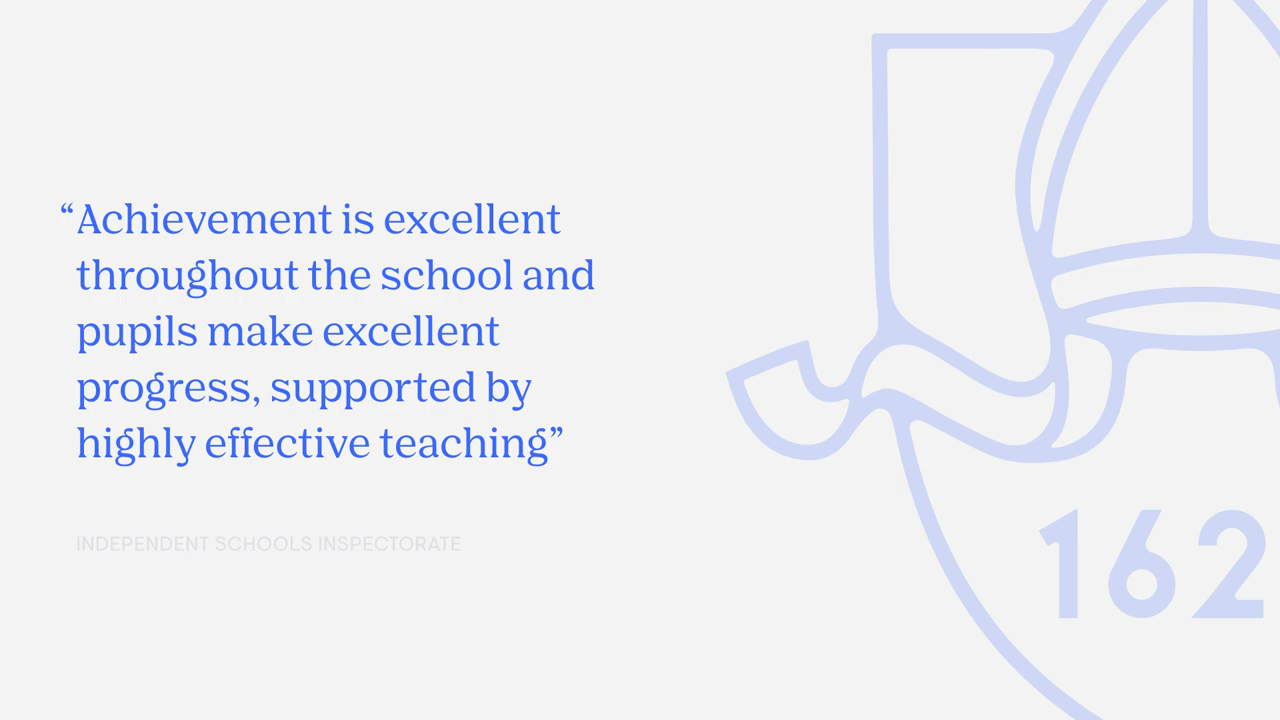 “Achievement is excellent
throughout the school and
pupils make excellent
progress, supported by
highly effective teaching”
INDEPENDENT SCHOOLS INSPECTORATE
162